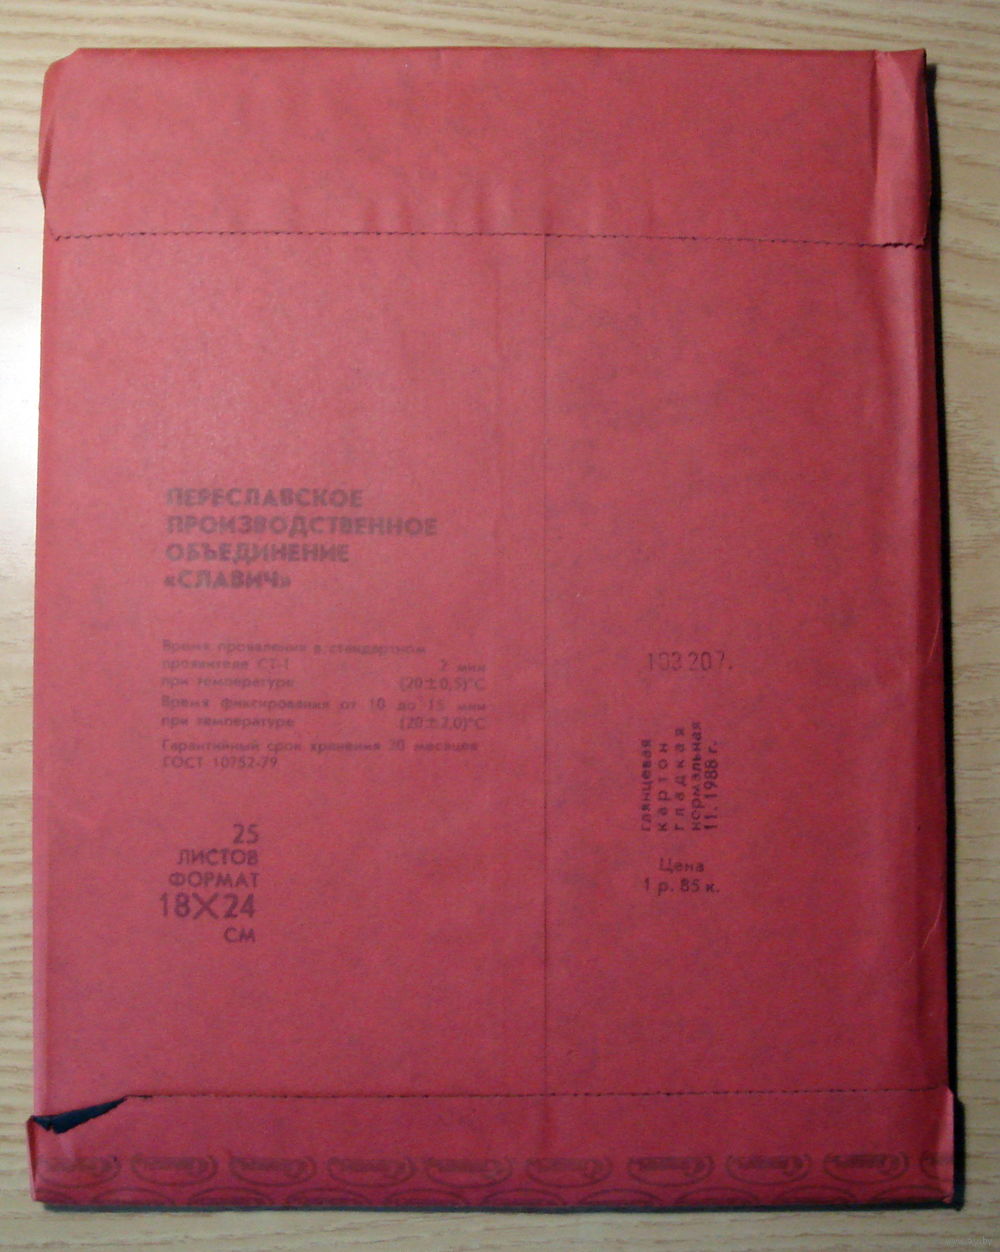 ПЕРЕСЛАВСКОЕ
ПРОИЗВОДСТВЕННОЕ
ОБЪЕДИНЕНИЕ
«СЛАВИЧ»
Время проявления в стандартном
проявителе СТ-1 2 мин
при температуре (20±0,5)°С
Время фиксирования от 10 до 15 мин
при температуре (20±2,0)°С
Гарантийный срок хранения 20 месяцев
ГОСТ 10752-79
25
ЛИСТОВ
ФОРМАТ
18X24
СМ
103 207.
глянцевая
картон
гладкая
нормальная
11. 1988 г.
Цена
1 р. 85 к.